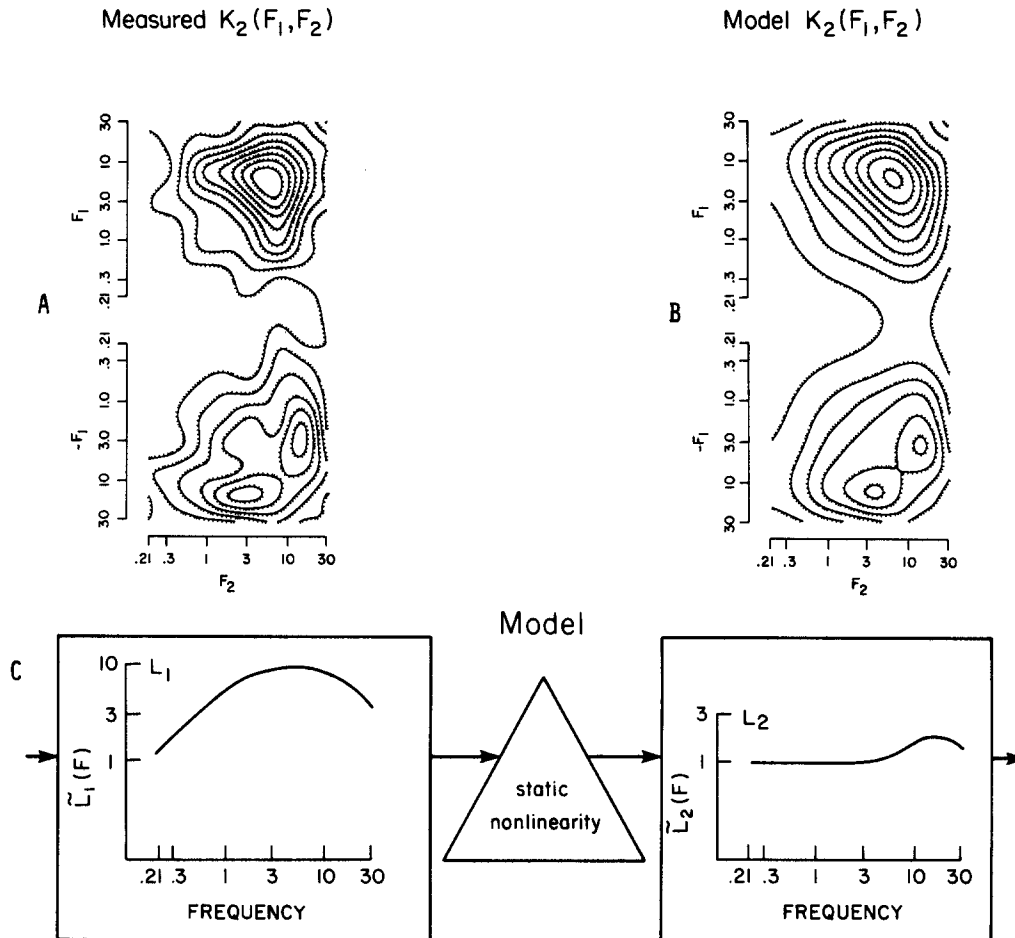 Measured K₂(F₁,F₂)
Model K₂(F₁,F₂)
A
F₁
30
10
3.0
1.0
.3
.21
-F₁
.21
.3
1.0
3.0
10
30
.21 .3 1 3 10 30
F₂
B
F₁
30
10
3.0
1.0
.3
.21
-F₁
.21
.3
1.0
3.0
10
30
.21 .3 1 3 10 30
F₂
Model
C
L₁
10
3
1
L̃₁(F)
.21 .3 1 3 10 30
FREQUENCY
static
nonlinearity
L₂
3
1
L̃₂(F)
.21 .3 1 3 10 30
FREQUENCY